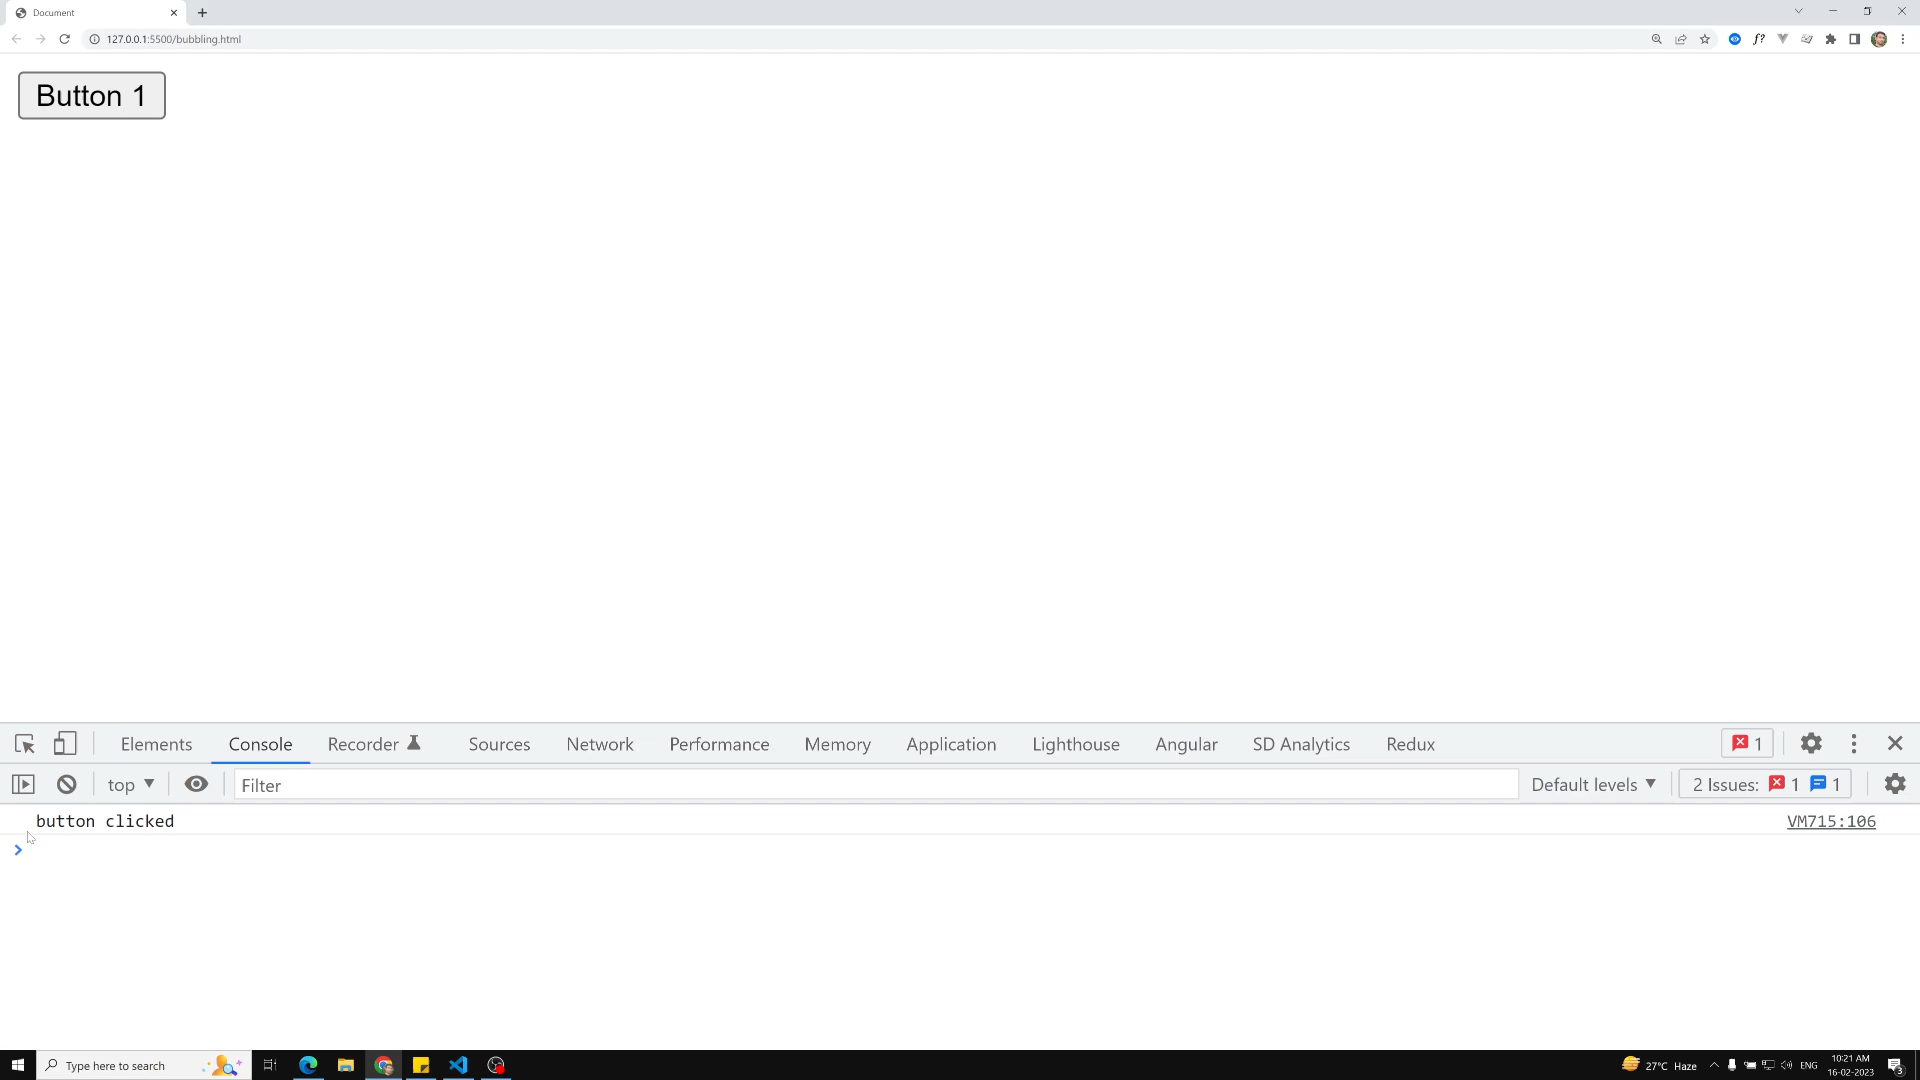 Document
127.0.0.1:5500/bubbling.html
f?
Button 1
Elements Console Recorder Sources Network Performance Memory Application Lighthouse Angular SD Analytics Redux 1
top Filter Default levels 2 Issues: 1 1
button clicked VM715:106
Type here to search 27°C Haze ENG 10:21 AM
16-02-2023 3